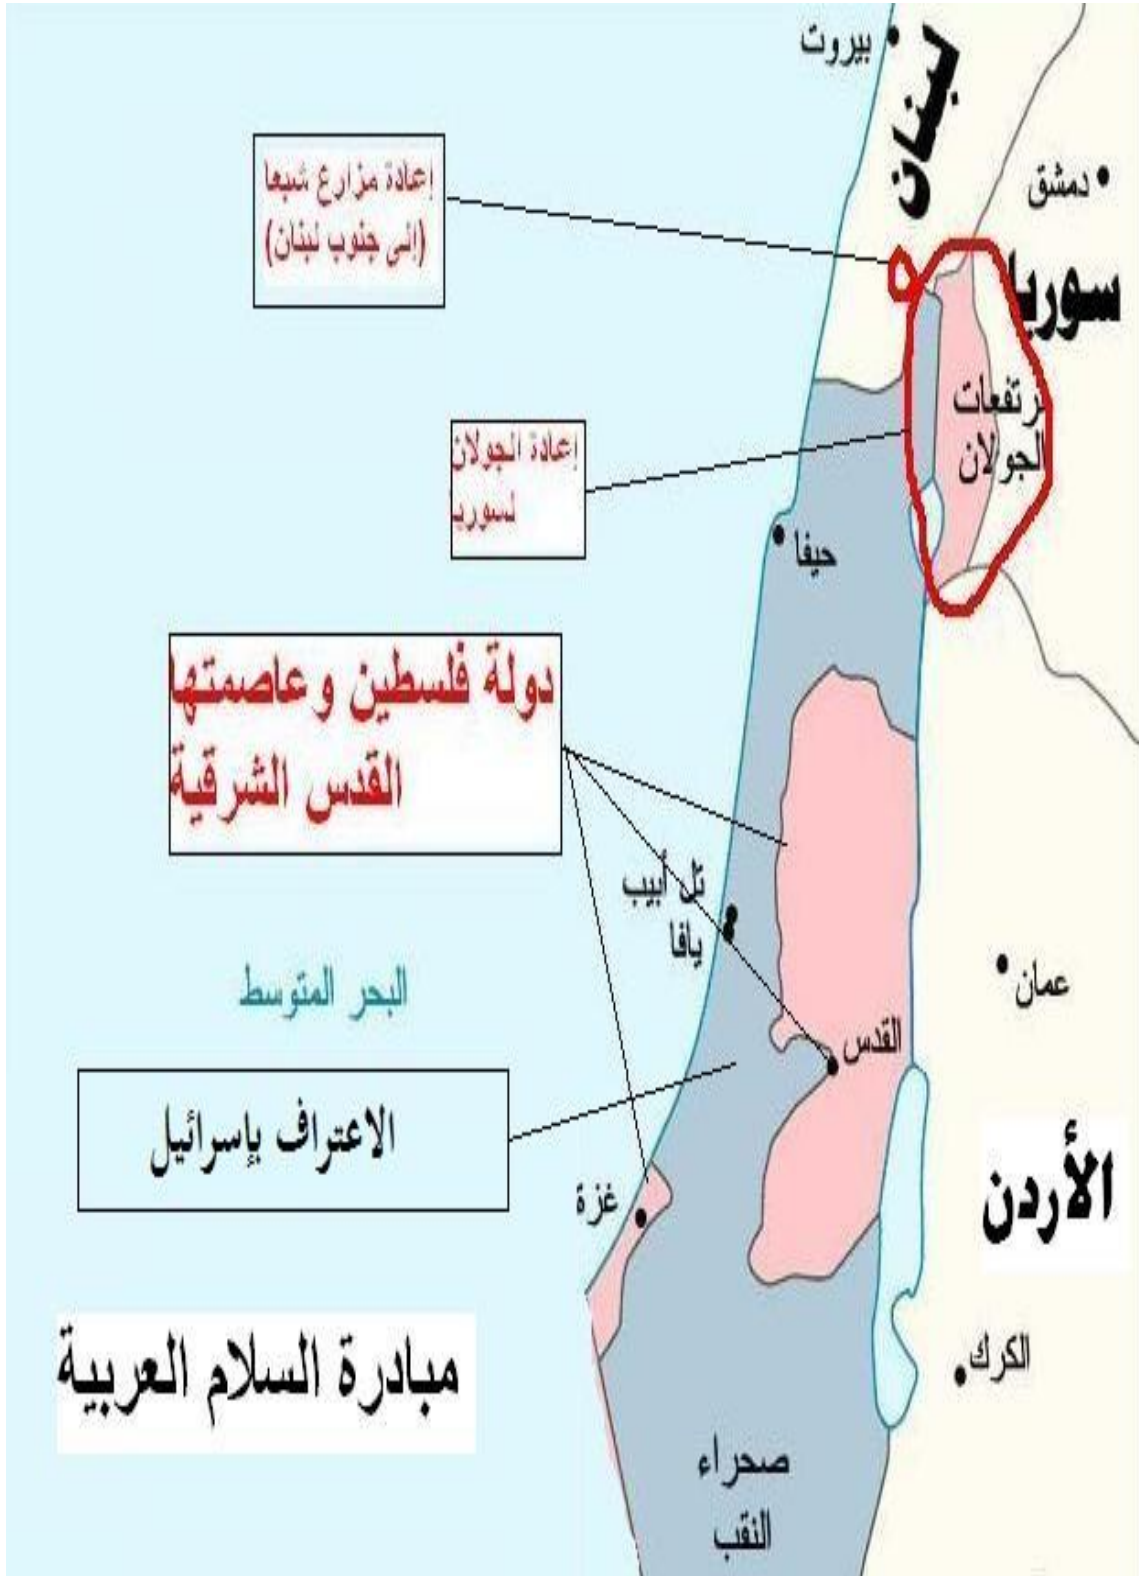 بيروت
لبنان
دمشق
إعادة مزارع شبعا
(إلى جنوب لبنان)
سوريا
مرتفعات
الجولان
إعادة الجولان
لسوريا
حيفا
دولة فلسطين وعاصمتها
القدس الشرقية
تل أبيب
يافا
البحر المتوسط
عمان
القدس
الاعتراف بإسرائيل
الأردن
غزة
مبادرة السلام العربية
الكرك
صحراء
النقب